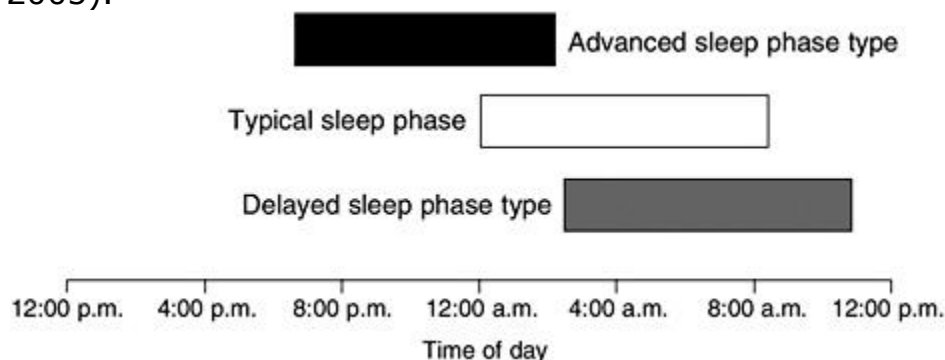 2005).
Advanced sleep phase type
Typical sleep phase
Delayed sleep phase type
12:00 p.m. 4:00 p.m. 8:00 p.m. 12:00 a.m. 4:00 a.m. 8:00 a.m. 12:00 p.m.
Time of day